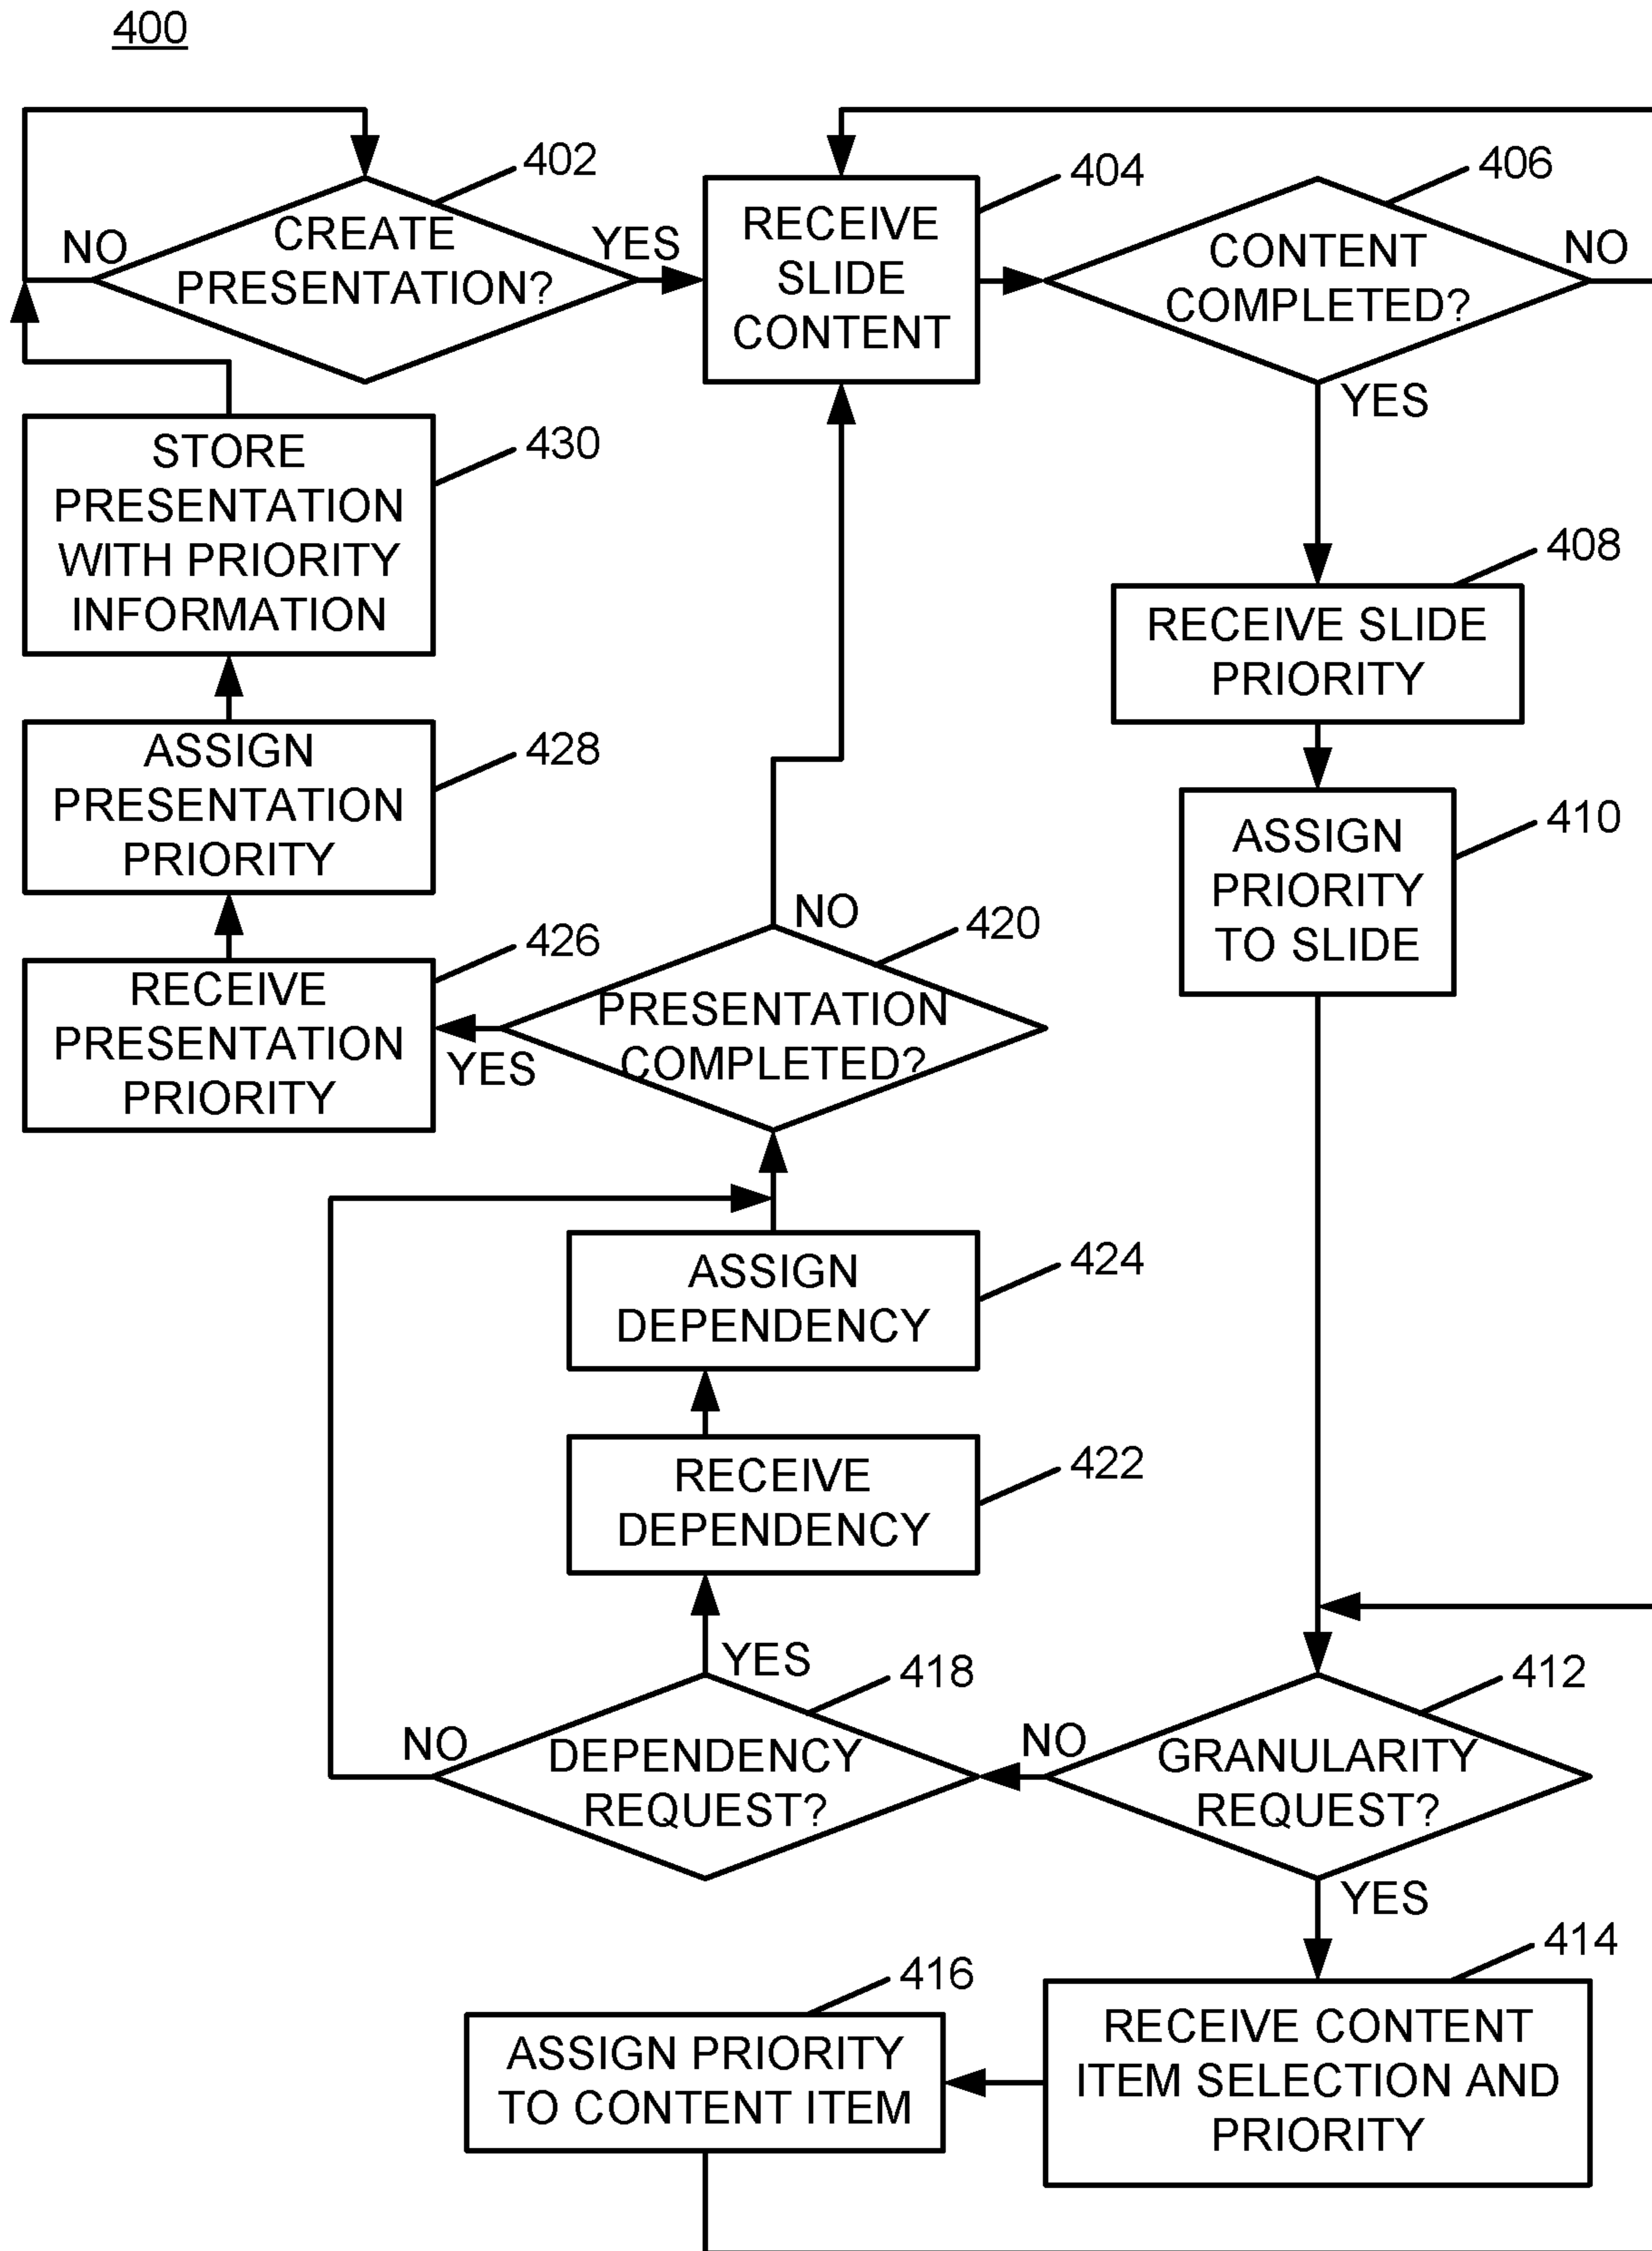 400
402
CREATE
PRESENTATION?
NO
YES
404
RECEIVE
SLIDE
CONTENT
406
CONTENT
COMPLETED?
NO
YES
408
RECEIVE SLIDE
PRIORITY
410
ASSIGN
PRIORITY
TO SLIDE
412
GRANULARITY
REQUEST?
NO
YES
414
RECEIVE CONTENT
ITEM SELECTION AND
PRIORITY
416
ASSIGN PRIORITY
TO CONTENT ITEM
418
DEPENDENCY
REQUEST?
NO
YES
422
RECEIVE
DEPENDENCY
424
ASSIGN
DEPENDENCY
420
PRESENTATION
COMPLETED?
NO
YES
426
RECEIVE
PRESENTATION
PRIORITY
428
ASSIGN
PRESENTATION
PRIORITY
430
STORE
PRESENTATION
WITH PRIORITY
INFORMATION